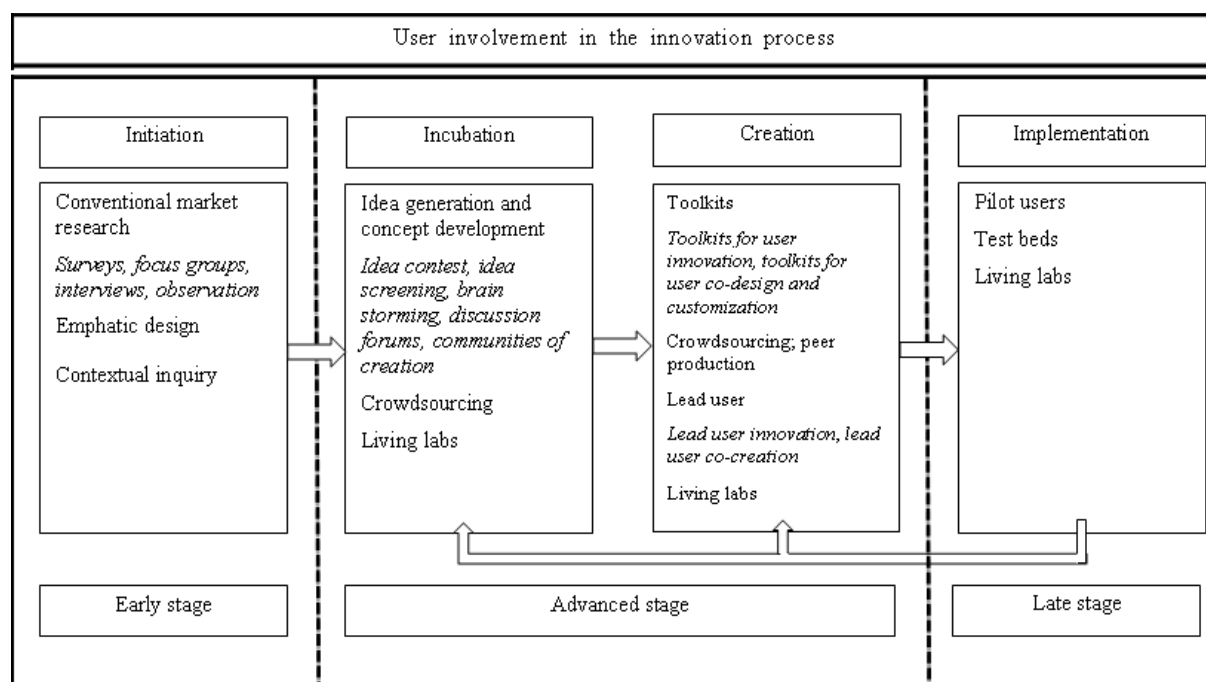 User involvement in the innovation process
Initiation
Conventional market
research
Surveys, focus groups,
interviews, observation
Emphatic design
Contextual inquiry
Early stage
Incubation
Idea generation and
concept development
Idea contest, idea
screening, brain
storming, discussion
forums, communities of
creation
Crowdsourcing
Living labs
Creation
Toolkits
Toolkits for user
innovation, toolkits for
user co-design and
customization
Crowdsourcing; peer
production
Lead user
Lead user innovation, lead
user co-creation
Living labs
Advanced stage
Implementation
Pilot users
Test beds
Living labs
Late stage